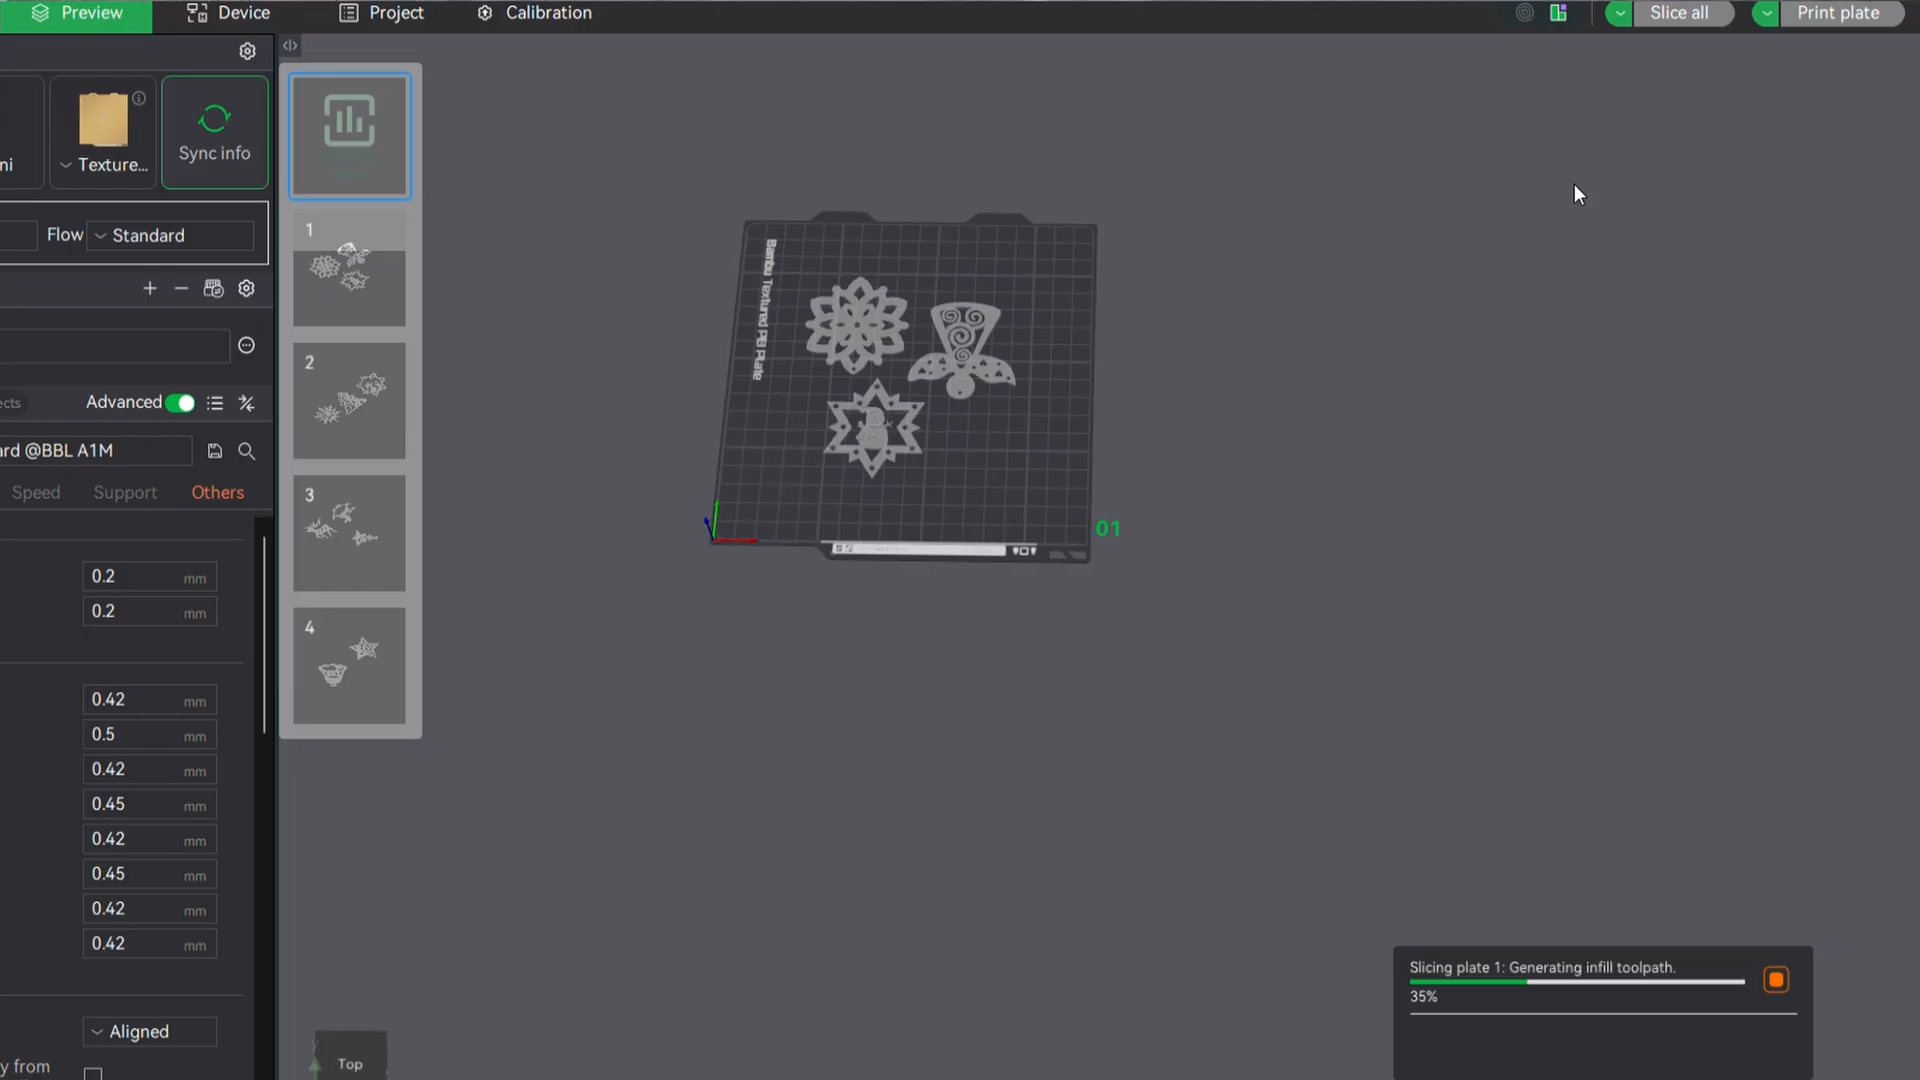 Preview
Device
Project
Calibration
Slice all
Print plate
ni
Texture...
Sync info
Flow
Standard
ects
Advanced
ard @BBL A1M
Speed
Support
Others
0.2 mm
0.2 mm
0.42 mm
0.5 mm
0.42 mm
0.45 mm
0.42 mm
0.45 mm
0.42 mm
0.42 mm
Aligned
y from
1
2
3
4
Bambu Textured PEI Plate
01
Top
Slicing plate 1: Generating infill toolpath.
35%